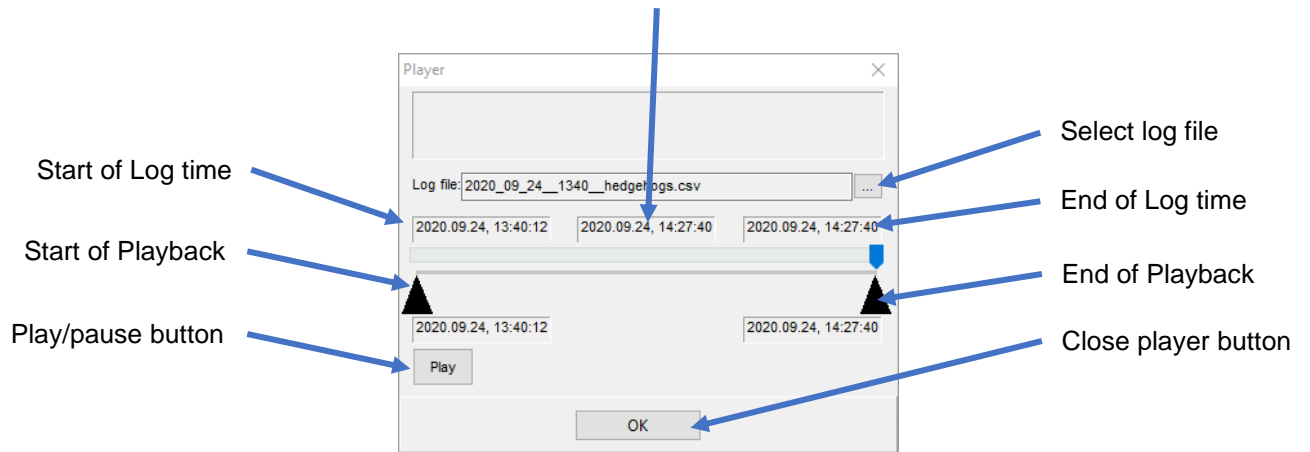 Player
Select log file
Start of Log time
Log file: 2020_09_24__1340__hedgehogs.csv ...
End of Log time
2020.09.24, 13:40:12 2020.09.24, 14:27:40 2020.09.24, 14:27:40
Start of Playback
End of Playback
2020.09.24, 13:40:12 2020.09.24, 14:27:40
Play/pause button
Close player button
Play
OK